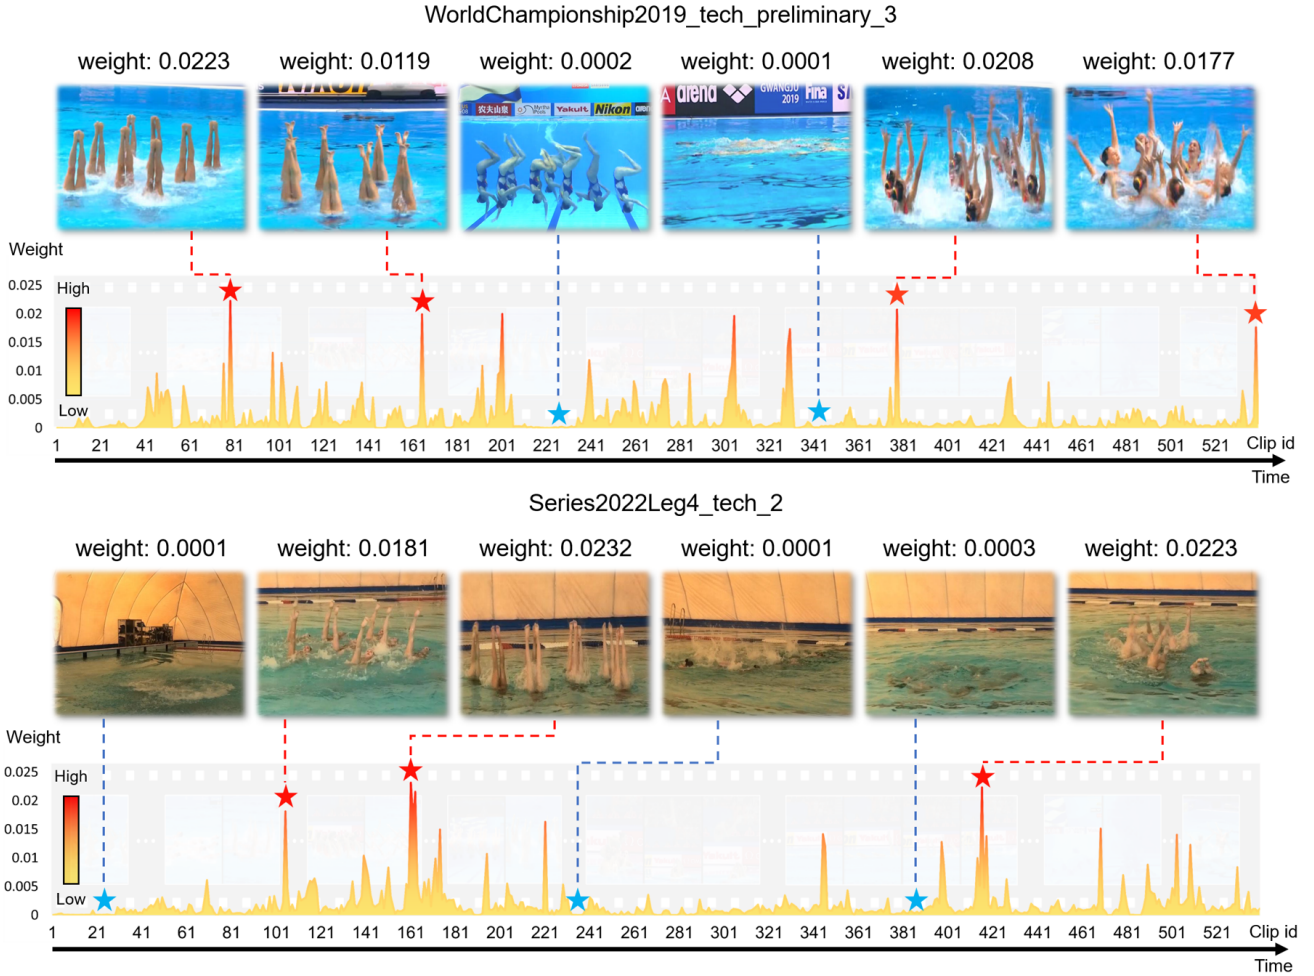 WorldChampionship2019_tech_preliminary_3
weight: 0.0223 weight: 0.0119 weight: 0.0002 weight: 0.0001 weight: 0.0208 weight: 0.0177
农夫山泉 Yakult Nikon
arena GWANGJU 2019 Fina
Weight
0.025
High
0.02
0.015
0.01
0.005
Low
0
1 21 41 61 81 101 121 141 161 181 201 221 241 261 281 301 321 341 361 381 401 421 441 461 481 501 521 Clip id
Time
Series2022Leg4_tech_2
weight: 0.0001 weight: 0.0181 weight: 0.0232 weight: 0.0001 weight: 0.0003 weight: 0.0223
Weight
0.025
High
0.02
0.015
0.01
0.005
Low
0
1 21 41 61 81 101 121 141 161 181 201 221 241 261 281 301 321 341 361 381 401 421 441 461 481 501 521 Clip id
Time